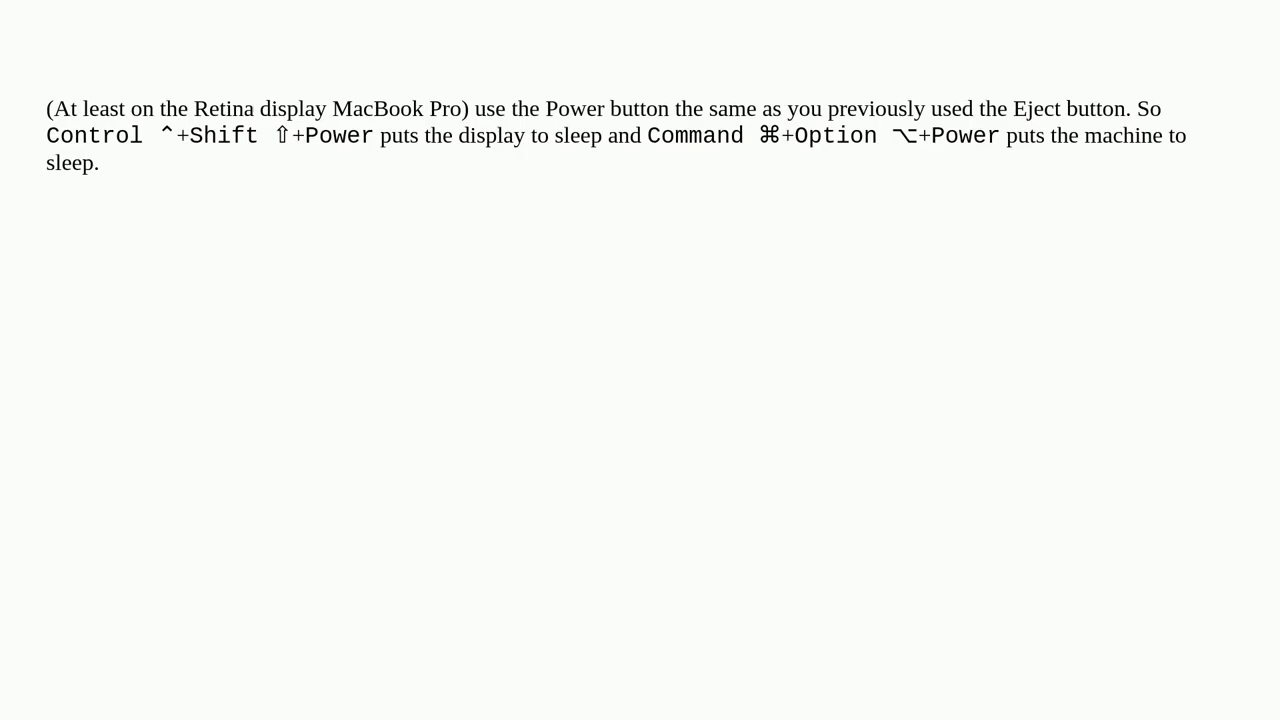 (At least on the Retina display MacBook Pro) use the Power button the same as you previously used the Eject button. So
Control ⌃+Shift ⇧+Power puts the display to sleep and Command ⌘+Option ⌥+Power puts the machine to
sleep.